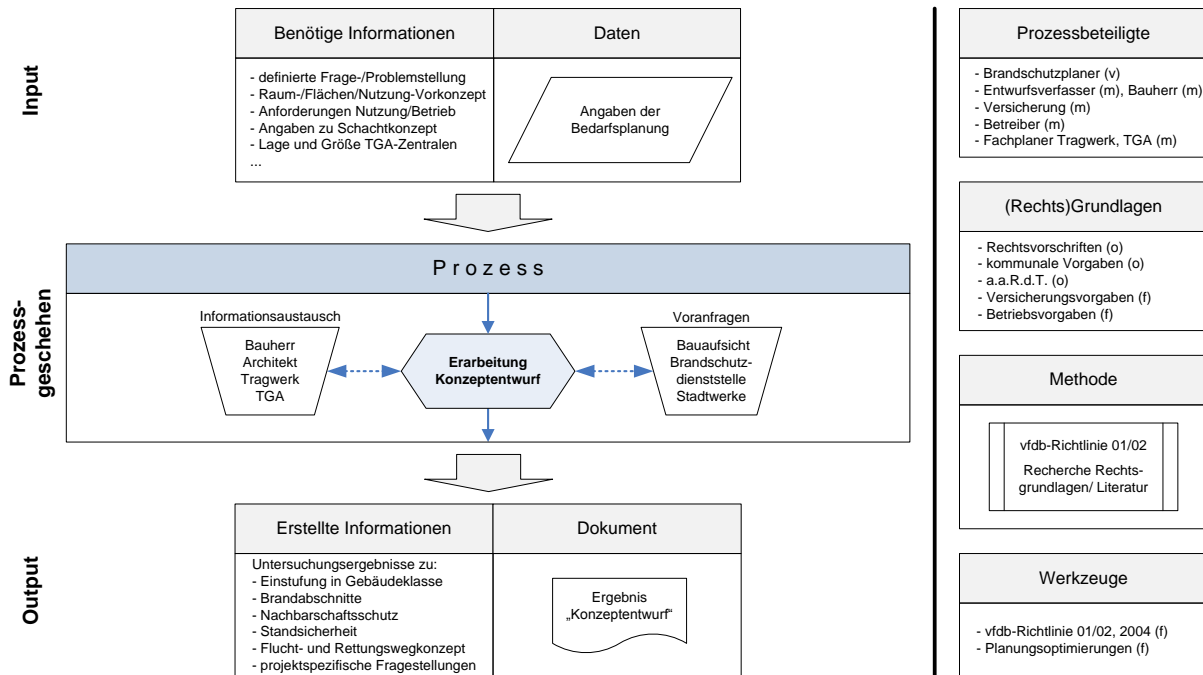 Input
Benötige Informationen
Daten
- definierte Frage-/Problemstellung
- Raum-/Flächen/Nutzung-Vorkonzept
- Anforderungen Nutzung/Betrieb
- Angaben zu Schachtkonzept
- Lage und Größe TGA-Zentralen
...
Angaben der
Bedarfsplanung
Prozess-
geschehen
Prozess
Informationsaustausch
Bauherr
Architekt
Tragwerk
TGA
Erarbeitung
Konzeptentwurf
Voranfragen
Bauaufsicht
Brandschutz-
dienststelle
Stadtwerke
Output
Erstellte Informationen
Dokument
Untersuchungsergebnisse zu:
- Einstufung in Gebäudeklasse
- Brandabschnitte
- Nachbarschaftsschutz
- Standsicherheit
- Flucht- und Rettungswegkonzept
- projektspezifische Fragestellungen
Ergebnis
„Konzeptentwurf“
Prozessbeteiligte
- Brandschutzplaner (v)
- Entwurfsverfasser (m), Bauherr (m)
- Versicherung (m)
- Betreiber (m)
- Fachplaner Tragwerk, TGA (m)
(Rechts)Grundlagen
- Rechtsvorschriften (o)
- kommunale Vorgaben (o)
- a.a.R.d.T. (o)
- Versicherungsvorgaben (f)
- Betriebsvorgaben (f)
Methode
vfdb-Richtlinie 01/02
Recherche Rechts-
grundlagen/ Literatur
Werkzeuge
- vfdb-Richtlinie 01/02, 2004 (f)
- Planungsoptimierungen (f)